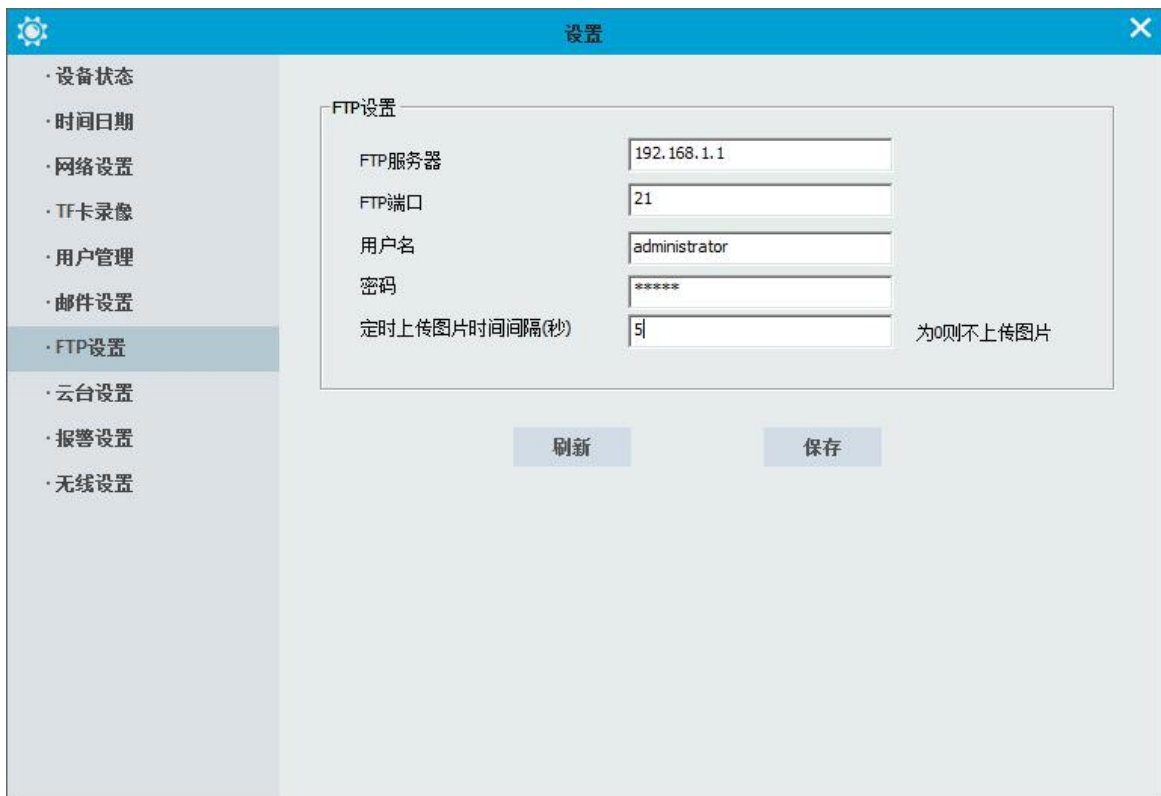 设置
·设备状态
·时间日期
·网络设置
·TF卡录像
·用户管理
·邮件设置
·FTP设置
·云台设置
·报警设置
·无线设置
FTP设置
FTP服务器 192.168.1.1
FTP端口 21
用户名 administrator
密码 *****
定时上传图片时间间隔(秒) 5 为0则不上传图片
刷新 保存